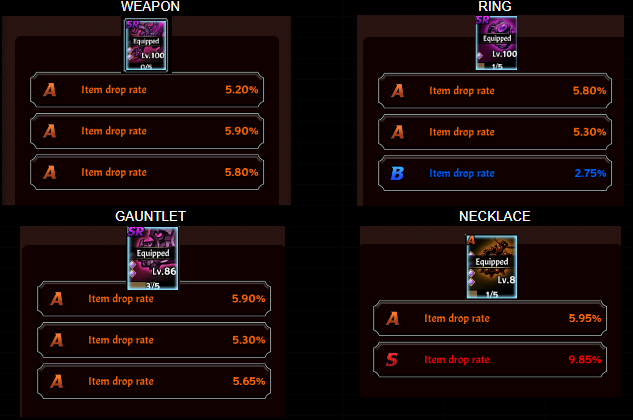 WEAPON
SR
Equipped
Lv.100
0/5
A Item drop rate 5.20%
A Item drop rate 5.90%
A Item drop rate 5.80%
RING
SR
Equipped
Lv.100
1/5
A Item drop rate 5.80%
A Item drop rate 5.30%
B Item drop rate 2.75%
GAUNTLET
SR
Equipped
Lv.86
3/5
A Item drop rate 5.90%
A Item drop rate 5.30%
A Item drop rate 5.65%
NECKLACE
A
Equipped
Lv.8
1/5
A Item drop rate 5.95%
S Item drop rate 9.85%